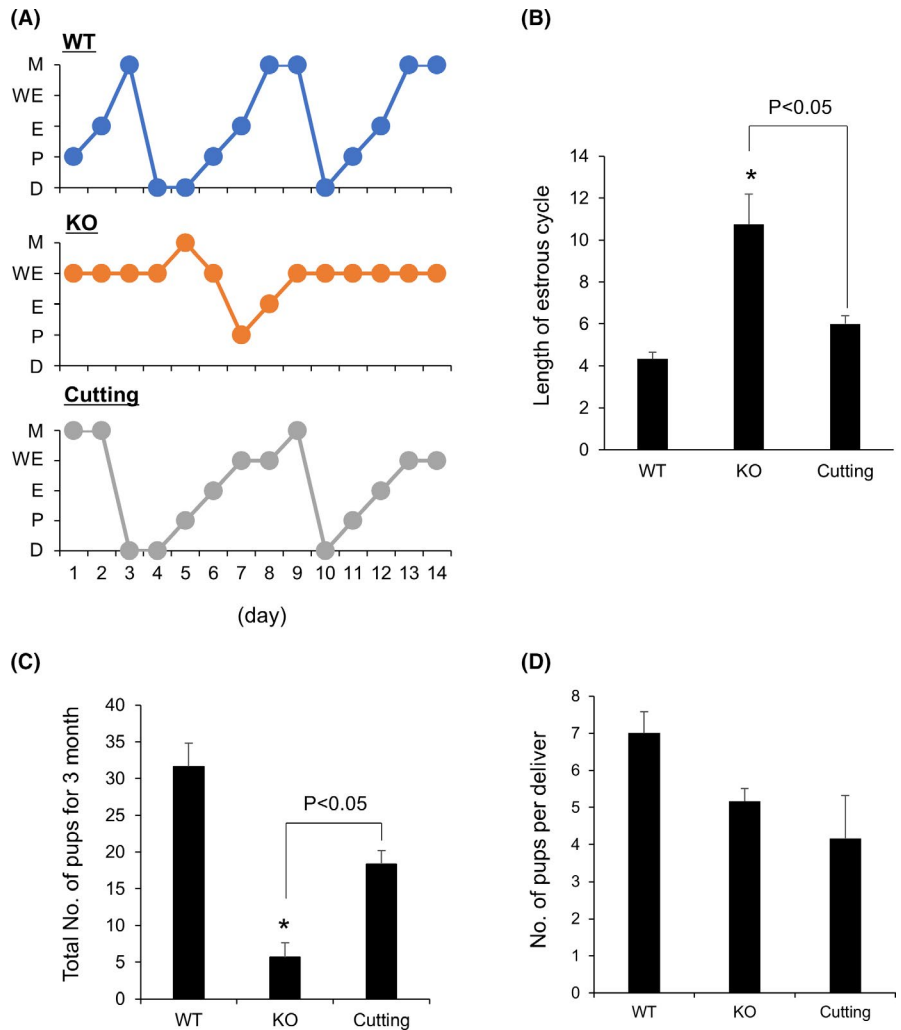 (A)
WT
M
WE
E
P
D
KO
M
WE
E
P
D
Cutting
M
WE
E
P
D
1 2 3 4 5 6 7 8 9 10 11 12 13 14
(day)
(B)
P<0.05
*
Length of estrous cycle
14
12
10
8
6
4
2
0
WT KO Cutting
(C)
Total No. of pups for 3 month
40
35
30
25
20
15
10
5
0
P<0.05
*
WT KO Cutting
(D)
No. of pups per deliver
8
7
6
5
4
3
2
1
0
WT KO Cutting